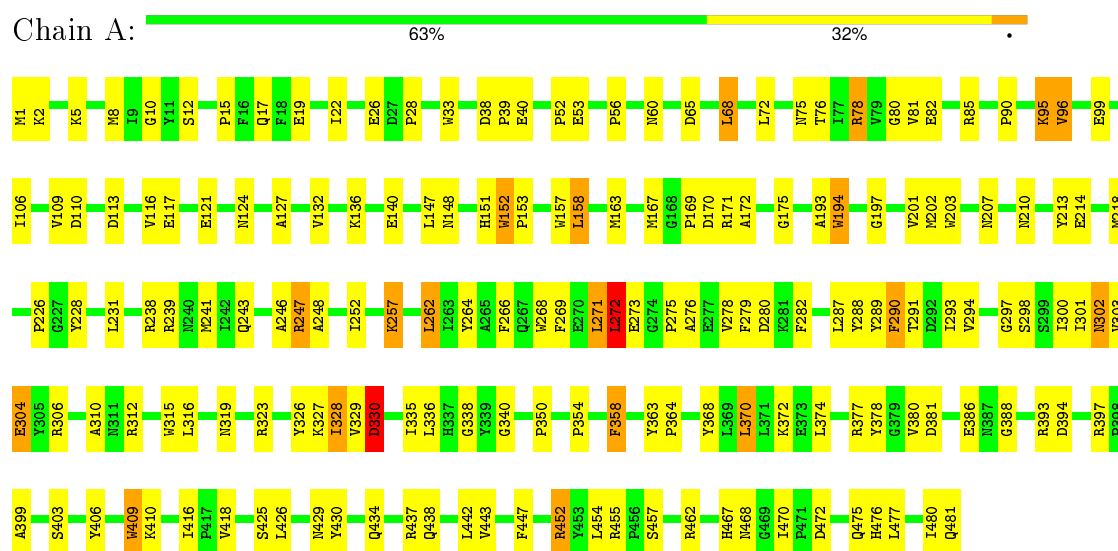 Chain A:
63% 32% •
M1 K2 K5 M8 I9 G10 Y11 S12 P15 F16 Q17 F18 E19 I22 E26 D27 P28 W33 D38 P39 E40 P52 E53 P56 N60 D65 L68 L72 N75 T76 I77 R78 V79 G80 V81 E82 R85 P90 K95 V96 E99
I106 V109 D110 D113 V116 E117 E121 N124 A127 V132 K136 E140 L147 N148 H151 W152 P153 W157 L158 M163 M167 G168 P169 D170 R171 A172 G175 A193 W194 G197 V201 M202 W203 N207 N210 Y213 E214 M218
P226 G227 Y228 L231 R238 R239 N240 M241 I242 Q243 A246 R247 A248 I252 K257 L262 I263 Y264 A265 F266 Q267 W268 F269 E270 L271 L272 E273 G274 P275 A276 E277 V278 F279 D280 K281 F282 L287 Y288 Y289 F290 T291 D292 I293 V294 G297 S298 S299 I300 I301 N302 V303
E304 Y305 R306 A310 N311 R312 W315 L316 N319 R323 Y326 K327 I328 V329 D330 I335 L336 H337 G338 Y339 G340 P350 P354 F358 Y363 P364 Y368 L369 L370 L371 K372 E373 L374 R377 Y378 G379 V380 D381 E386 N387 G388 R393 D394 R397 P398
A399 S403 Y406 W409 K410 L416 P417 V418 S425 L426 N429 Y430 Q434 R437 Q438 L442 V443 F447 R452 Y453 L454 R455 P456 S457 R462 H467 N468 G469 I470 P471 D472 Q475 H476 L477 I480 Q481